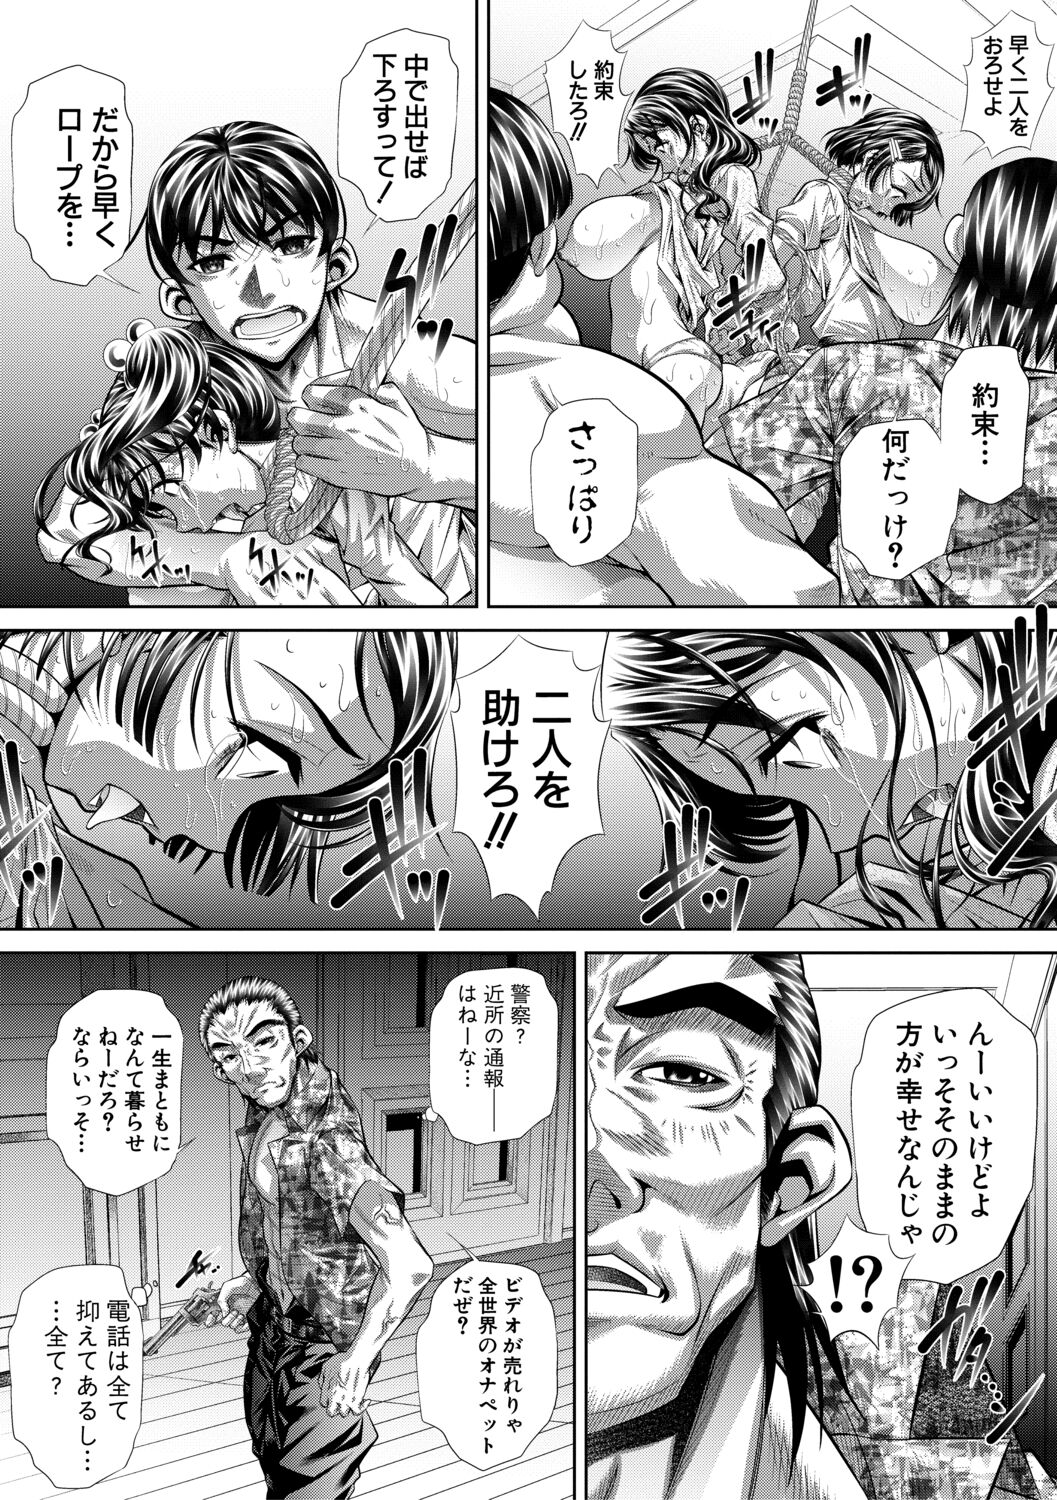 早く二人を
おろせよ
約束
したろ!!
約束…
何だっけ?
さっぱり
中で出せば
下ろすって!
だから早く
ロープを…
二人を
助けろ!!
んーいいけどよ
いっそそのままの
方が幸せなんじゃ
!?
警察?
近所の通報
はねーな…
ビデオが売れりゃ
全世界のオナペット
だぜ?
一生まともに
なんて暮らせ
ねーだろ?
ならいっそ…
電話は全て
抑えてあるし…
…全て?